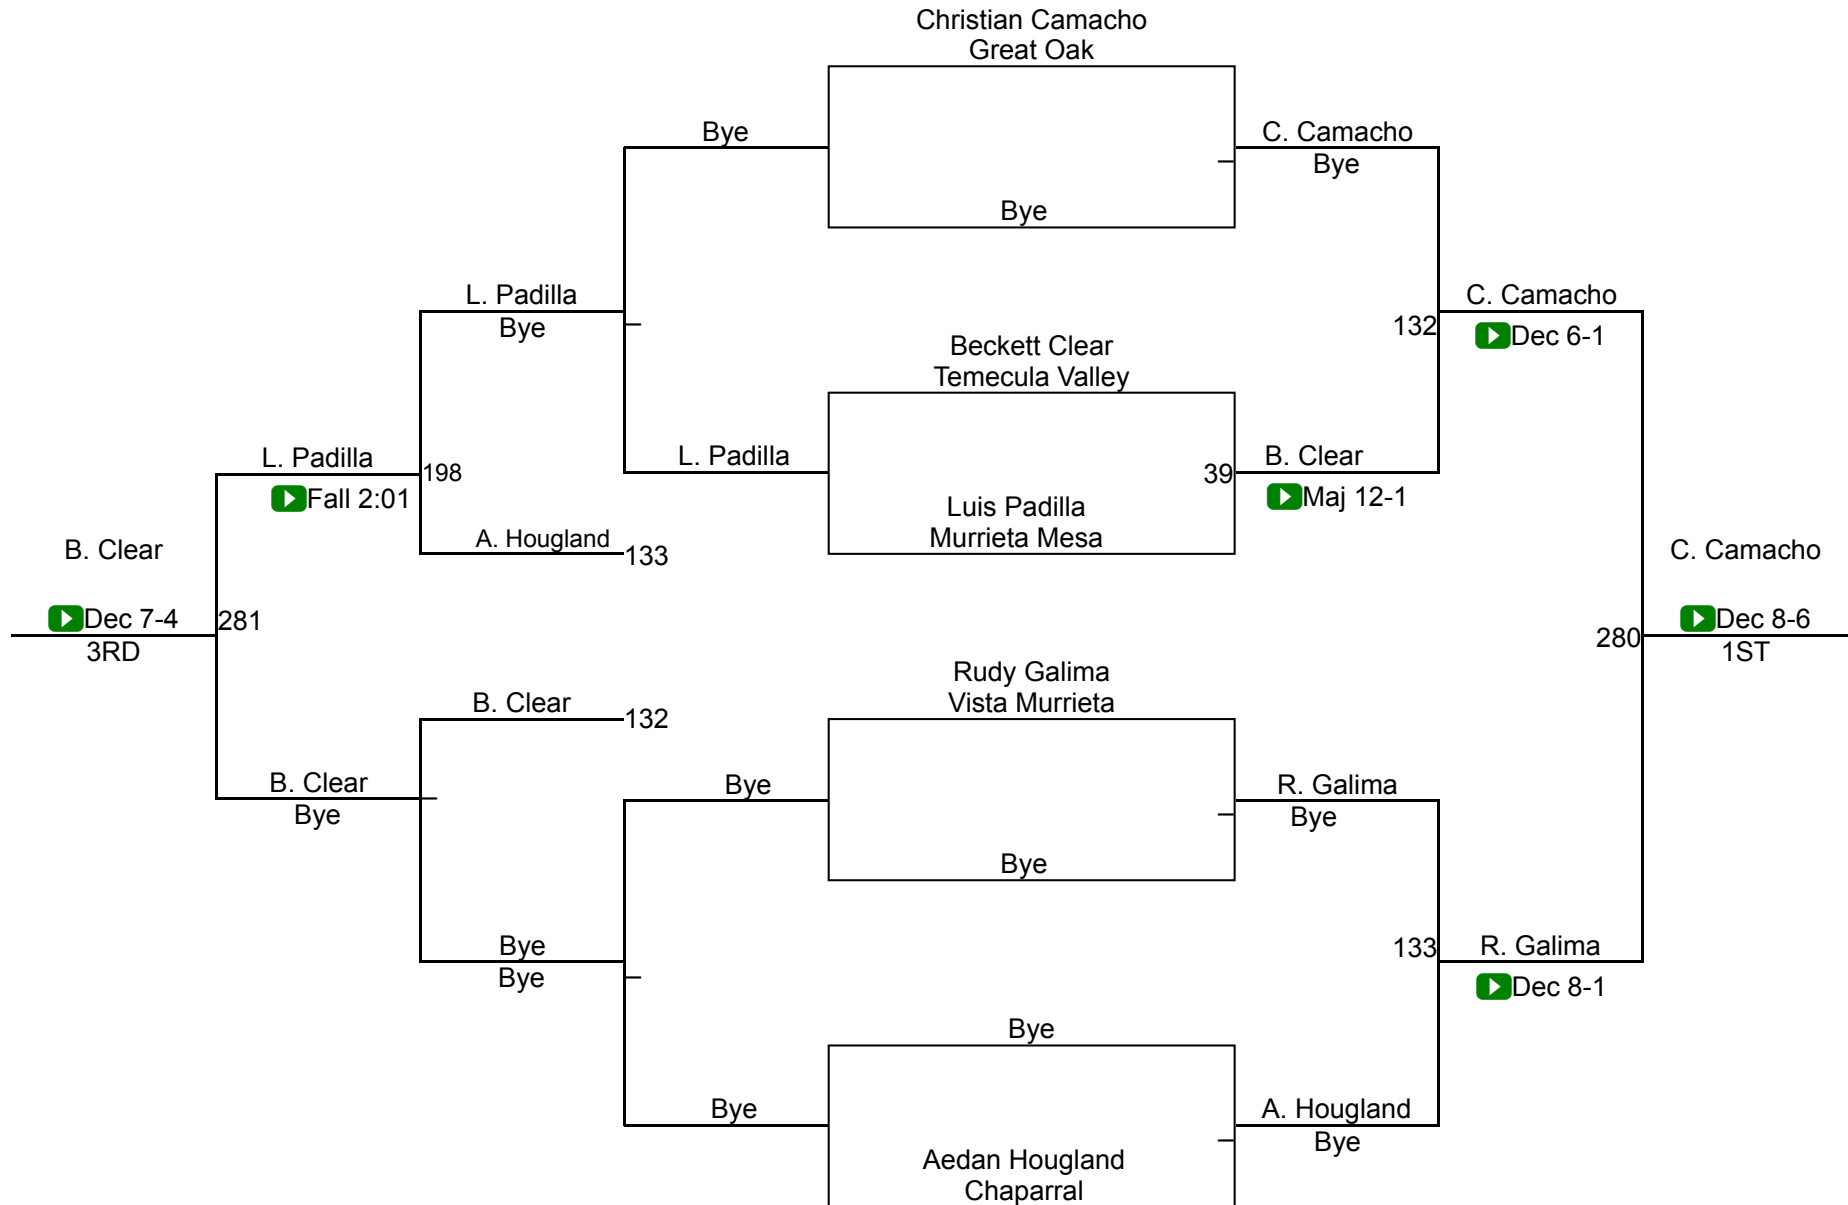 Christian Camacho
Great Oak
Bye
C. Camacho
Bye
Bye
L. Padilla
Bye
C. Camacho
132
Dec 6-1
Beckett Clear
Temecula Valley
L. Padilla
198
Fall 2:01
L. Padilla
39
B. Clear
Maj 12-1
Luis Padilla
Murrieta Mesa
A. Hougland
133
B. Clear
Dec 7-4
281
3RD
C. Camacho
280
Dec 8-6
1ST
Rudy Galima
Vista Murrieta
B. Clear
132
B. Clear
Bye
Bye
R. Galima
Bye
Bye
Bye
Bye
133
R. Galima
Dec 8-1
Bye
Bye
A. Hougland
Bye
Aedan Hougland
Chaparral